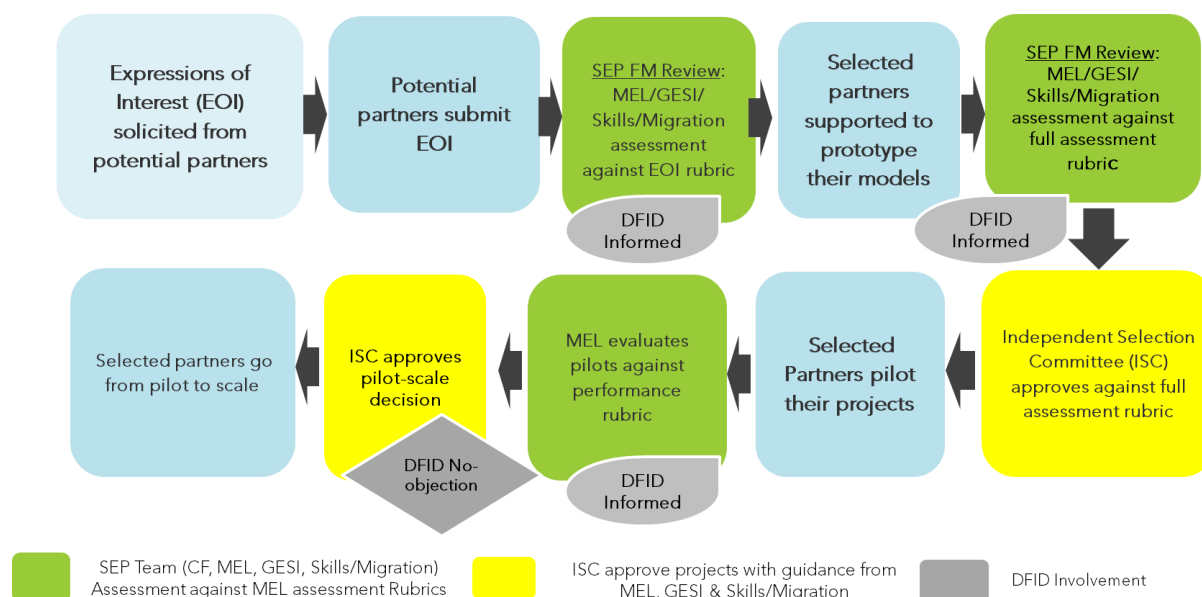 Expressions of
Interest (EOI)
solicited from
potential partners
Potential
partners submit
EOI
SEP FM Review:
MEL/GESI/
Skills/Migration
assessment
against EOI rubric
DFID
Informed
Selected
partners
supported to
prototype
their models
SEP FM Review:
MEL/GESI/
Skills/Migration
assessment against
full assessment
rubric
DFID
Informed
Independent Selection
Committee (ISC)
approves against full
assessment rubric
Selected
Partners pilot
their projects
MEL evaluates
pilots against
performance
rubric
DFID
Informed
ISC approves
pilot-scale
decision
DFID No-
objection
Selected partners go
from pilot to scale
SEP Team (CF, MEL, GESI, Skills/Migration)
Assessment against MEL assessment Rubrics
ISC approve projects with guidance from
MEL, GESI & Skills/Migration
DFID Involvement